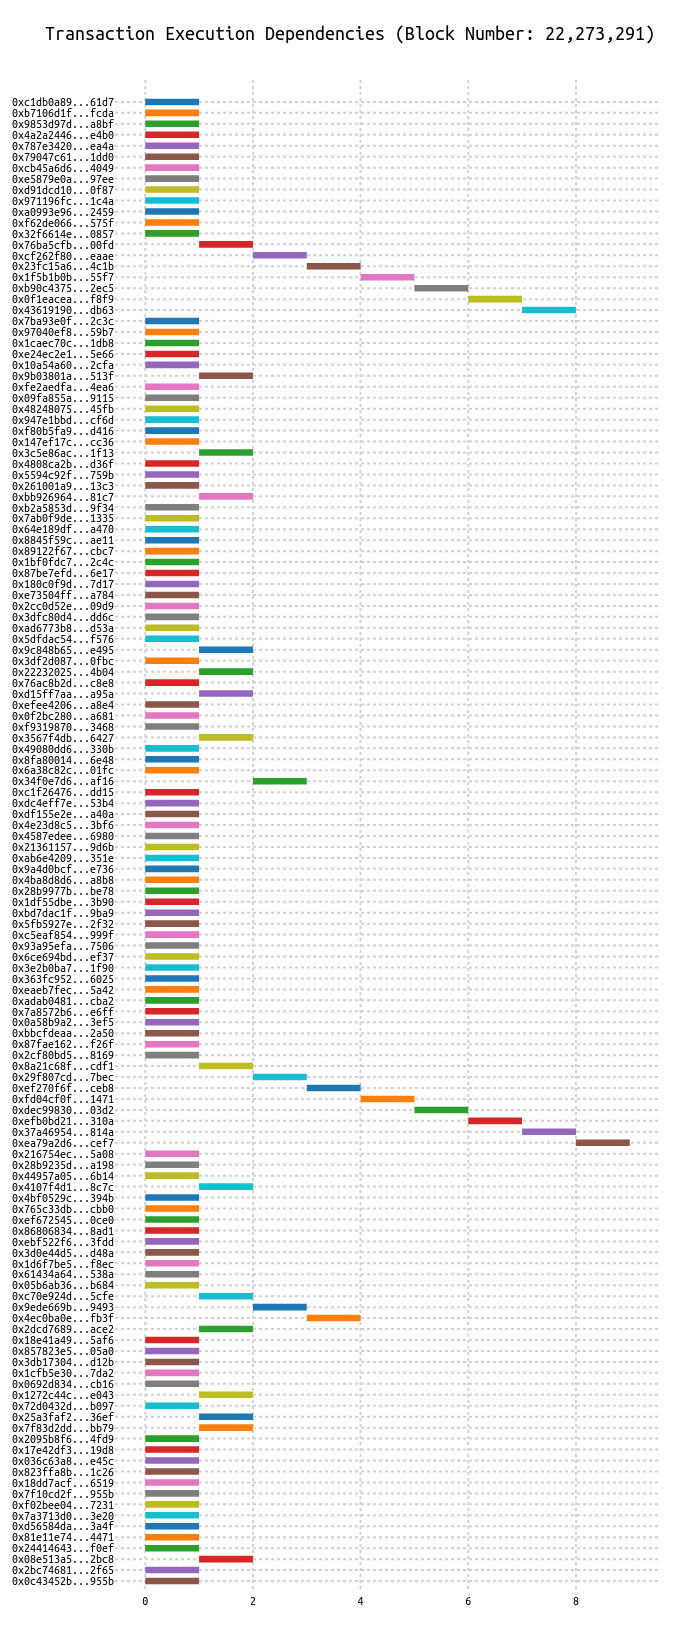 Transaction Execution Dependencies (Block Number: 22,273,291)
0xc1db0a89...61d7
0xb7106d1f...fcda
0x9853d97d...a8bf
0x4a2a2446...e4b0
0x787e3420...ea4a
0x79047c61...1dd0
0xcb45a6d6...4049
0xe5879e0a...97ee
0xd91dcd10...0f87
0x971196fc...1c4a
0xa0993e96...2459
0xf62de066...575f
0x32f6614e...0857
0x76ba5cfb...00fd
0xcf262f80...eaae
0x23fc15a6...4c1b
0x1f5b1b0b...55f7
0xb90c4375...2ec5
0x0f1eacea...f8f9
0x43619190...db63
0x7ba93e0f...2c3c
0x97040ef8...59b7
0x1caec70c...1db8
0xe24ec2e1...5e66
0x10a54a60...2cfa
0x9b03801a...513f
0xfe2aedfa...4ea6
0x09fa855a...9115
0x48248075...45fb
0x947e1bbd...cf6d
0xf80b5fa9...d416
0x147ef17c...cc36
0x3c5e86ac...1f13
0x4808ca2b...d36f
0x5594c92f...759b
0x261001a9...13c3
0xbb926964...81c7
0xb2a5853d...9f34
0x7ab0f9de...1335
0x64e189df...a470
0x8845f59c...ae11
0x89122f67...cbc7
0x1bf0fdc7...2c4c
0x87be7efd...6e17
0x180c0f9d...7d17
0xe73504ff...a784
0x2cc0d52e...09d9
0x3dfc80d4...dd6c
0xad6773b8...d53a
0x5dfdac54...f576
0x9c848b65...e495
0x3df2d087...0fbc
0x22232025...4b04
0x76ac8b2d...c8e8
0xd15ff7aa...a95a
0xefee4206...a8e4
0x0f2bc280...a681
0xf9319870...3468
0x3567f4db...6427
0x49080dd6...330b
0x8fa80014...6e48
0x6a38c82c...01fc
0x34f0e7d6...af16
0xc1f26476...dd15
0xdc4eff7e...53b4
0xdf155e2e...a40a
0x4e23d8c5...3bf6
0x4587edee...6980
0x21361157...9d6b
0xab6e4209...351e
0x9a4d0bcf...e736
0x4ba8d8d6...a8b8
0x28b9977b...be78
0x1df55dbe...3b90
0xbd7dac1f...9ba9
0x5fb5927e...2f32
0xc5eaf854...999f
0x93a95efa...7506
0x6ce694bd...ef37
0x3e2b0ba7...1f90
0x363fc952...6025
0xeaeb7fec...5a42
0xadab0481...cba2
0x7a8572b6...e6ff
0x0a58b9a2...3ef5
0xbbcfdeaa...2a50
0x87fae162...f26f
0x2cf80bd5...8169
0x8a21c68f...cdf1
0x29f807cd...7bec
0xef270f6f...ceb8
0xfd04cf0f...1471
0xdec99830...03d2
0xefb0bd21...310a
0x37a46954...814a
0xea79a2d6...cef7
0x216754ec...5a08
0x28b9235d...a198
0x44957a05...6b14
0x4107f4d1...8c7c
0x4bf0529c...394b
0x765c33db...cbb0
0xef672545...0ce0
0x86806834...8ad1
0xebf522f6...3fdd
0x3d0e44d5...d48a
0x1d6f7be5...f8ec
0x61434a64...538a
0x05b6ab36...b684
0xc70e924d...5cfe
0x9ede669b...9493
0x4ec0ba0e...fb3f
0x2dcd7689...ace2
0x18e41a49...5af6
0x857823e5...05a0
0x3db17304...d12b
0x1cfb5e30...7da2
0x0692d834...cb16
0x1272c44c...e043
0x72d0432d...b097
0x25a3faf2...36ef
0x7f83d2dd...bb79
0x2095b8f6...4fd9
0x17e42df3...19d8
0x036c63a8...e45c
0x823ffa8b...1c26
0x18dd7acf...6519
0x7f10cd2f...955b
0xf02bee04...7231
0x7a3713d0...3e20
0xd56584da...3a4f
0x81e11e74...4471
0x24414643...f0ef
0x08e513a5...2bc8
0x2bc74681...2f65
0x0c43452b...955b
0 2 4 6 8